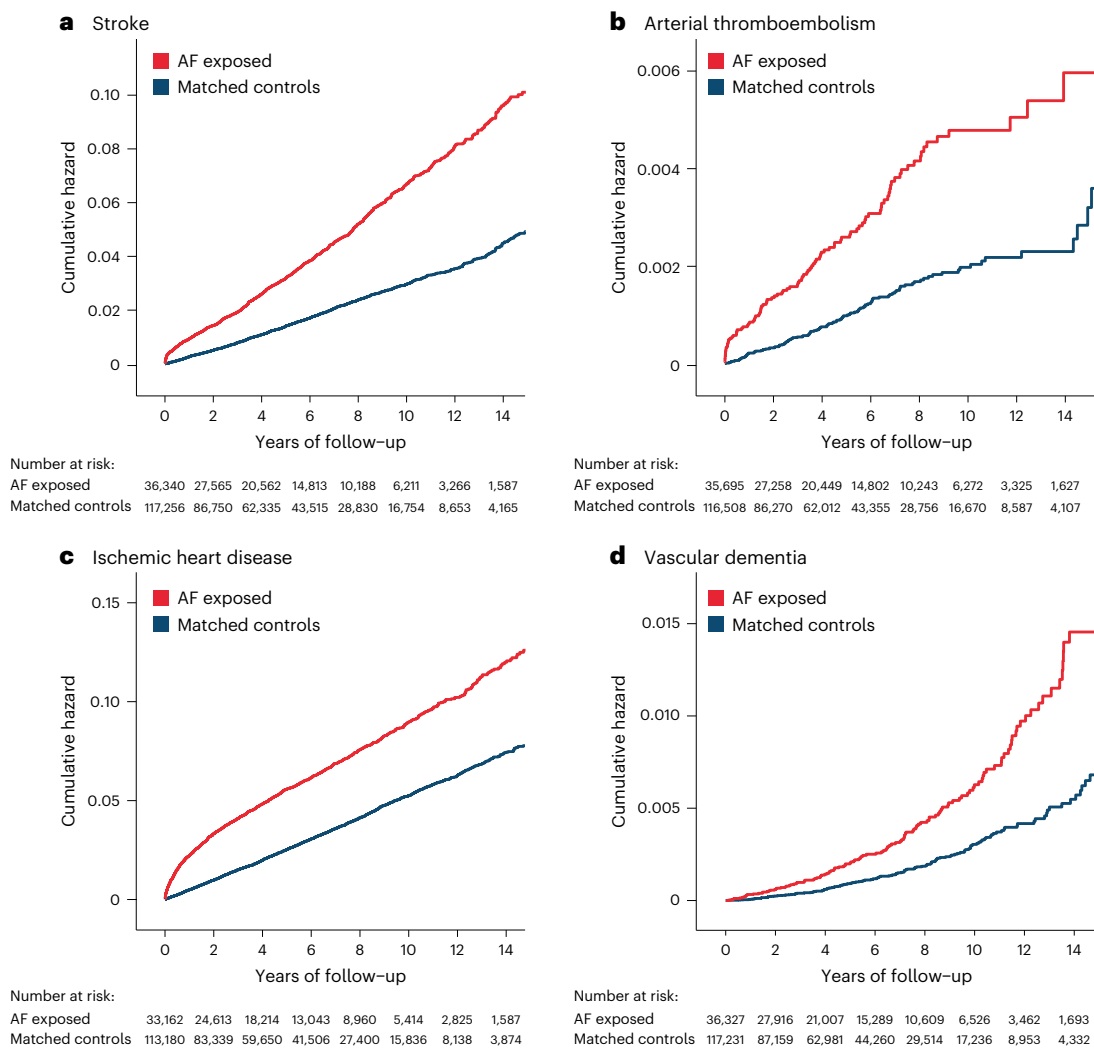 a Stroke
AF exposed
Matched controls
0.10
0.08
0.06
0.04
0.02
0
Cumulative hazard
0 2 4 6 8 10 12 14
Years of follow–up
Number at risk:
AF exposed 36,340 27,565 20,562 14,813 10,188 6,211 3,266 1,587
Matched controls 117,256 86,750 62,335 43,515 28,830 16,754 8,653 4,165
b Arterial thromboembolism
AF exposed
Matched controls
0.006
0.004
0.002
0
Cumulative hazard
0 2 4 6 8 10 12 14
Years of follow–up
Number at risk:
AF exposed 35,695 27,258 20,449 14,802 10,243 6,272 3,325 1,627
Matched controls 116,508 86,270 62,012 43,355 28,756 16,670 8,587 4,107
c Ischemic heart disease
AF exposed
Matched controls
0.15
0.10
0.05
0
Cumulative hazard
0 2 4 6 8 10 12 14
Years of follow–up
Number at risk:
AF exposed 33,162 24,613 18,214 13,043 8,960 5,414 2,825 1,587
Matched controls 113,180 83,339 59,650 41,506 27,400 15,836 8,138 3,874
d Vascular dementia
AF exposed
Matched controls
0.015
0.010
0.005
0
Cumulative hazard
0 2 4 6 8 10 12 14
Years of follow–up
Number at risk:
AF exposed 36,327 27,916 21,007 15,289 10,609 6,526 3,462 1,693
Matched controls 117,231 87,159 62,981 44,260 29,514 17,236 8,953 4,332